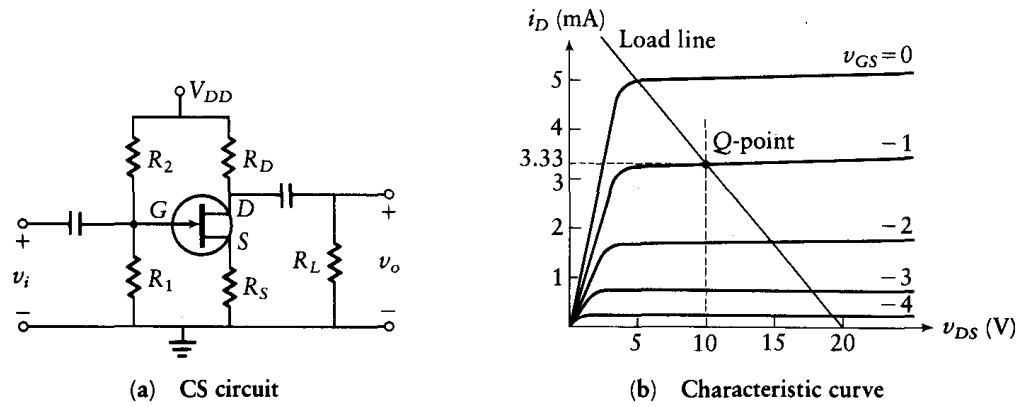 V_DD
R_2
R_D
G
D
S
+
v_i
−
R_1
R_S
R_L
+
v_o
−
(a) CS circuit
i_D (mA)
Load line
v_GS = 0
5
4
Q-point
−1
3.33
3
2
−2
1
−3
−4
5
10
15
20
v_DS (V)
(b) Characteristic curve